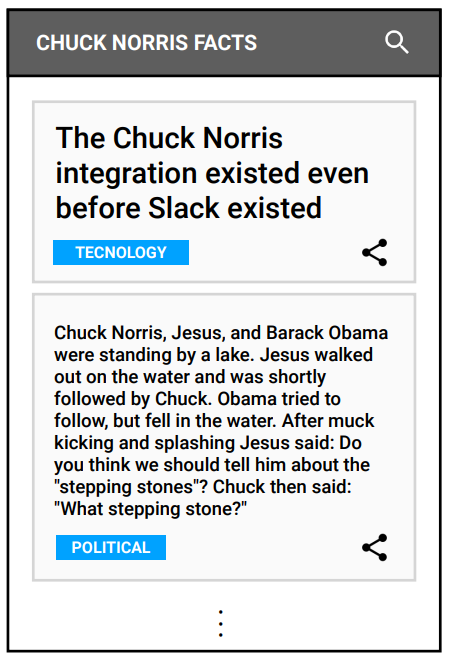 CHUCK NORRIS FACTS
The Chuck Norris
integration existed even
before Slack existed
TECNOLOGY
Chuck Norris, Jesus, and Barack Obama
were standing by a lake. Jesus walked
out on the water and was shortly
followed by Chuck. Obama tried to
follow, but fell in the water. After muck
kicking and splashing Jesus said: Do
you think we should tell him about the
"stepping stones"? Chuck then said:
"What stepping stone?"
POLITICAL